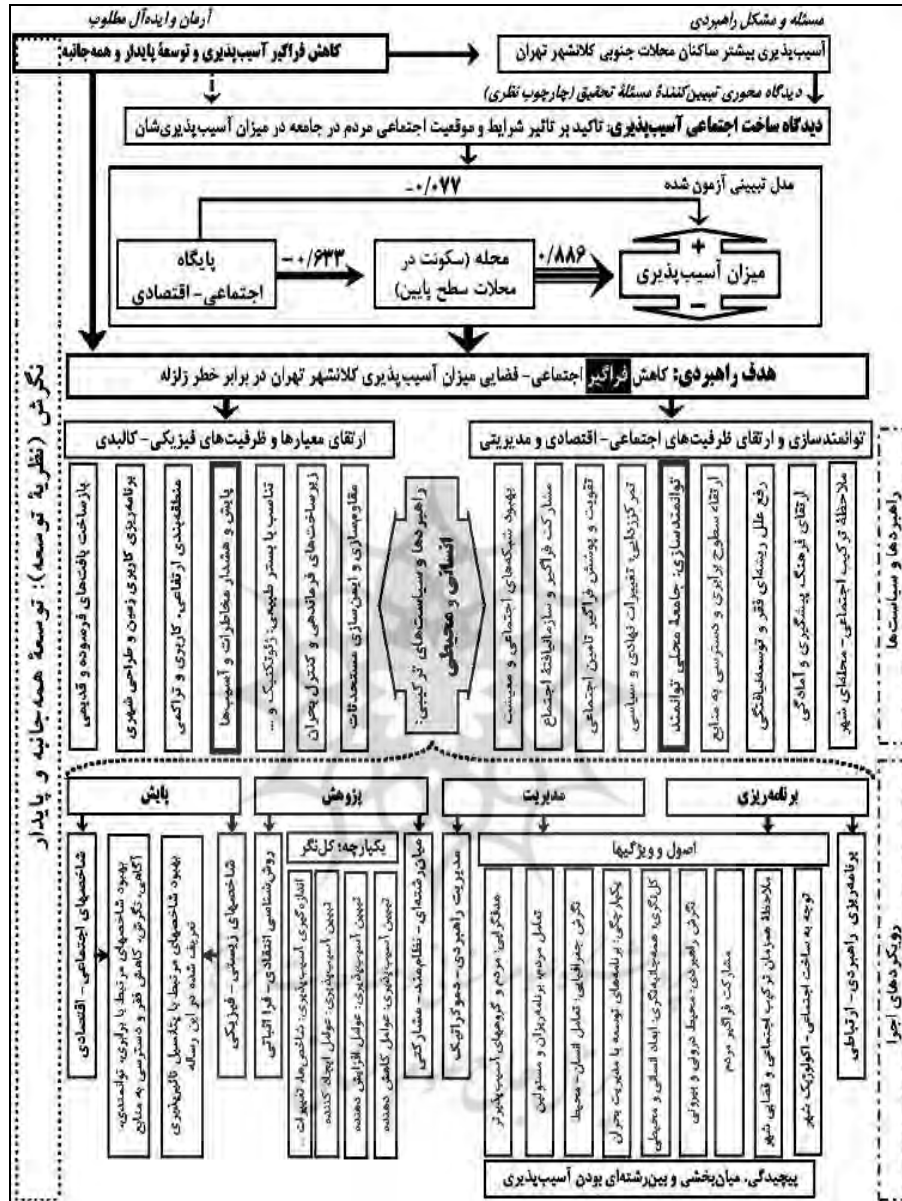 مسئله و مشکل راهبردی
آرمان و ایده‌آل مطلوب
آسیب‌پذیری بیشتر ساکنان محلات جنوبی کلانشهر تهران
کاهش فراگیر آسیب‌پذیری و توسعهٔ پایدار و همه‌جانبه
دیدگاه محوری تبیین‌کنندهٔ مسئلهٔ تحقیق (چارچوب نظری)
دیدگاه ساخت اجتماعی آسیب‌پذیری: تاکید بر تاثیر شرایط و موقعیت اجتماعی مردم در جامعه در میزان آسیب‌پذیری‌شان
مدل تبیینی آزمون شده
-۰/۰۷۷
پایگاه
اجتماعی- اقتصادی
-۰/۶۳۳
محله (سکونت در
محلات سطح پایین)
۰/۸۸۶
+
میزان آسیب‌پذیری
-
هدف راهبردی: کاهش فراگیر اجتماعی- فضایی میزان آسیب‌پذیری کلانشهر تهران در برابر خطر زلزله
نگرش (نظریهٔ توسعه): توسعهٔ همه‌جانبه و پایدار
راهبردها و سیاست‌ها
توانمندسازی و ارتقای ظرفیت‌های اجتماعی- اقتصادی و مدیریتی
ملاحظهٔ ترکیب اجتماعی- محله‌ای شهر
ارتقای فرهنگ پیشگیری و آمادگی
رفع علل ریشه‌ای فقر و توسعه‌نیافتگی
ارتقاء سطوح برابری و دسترسی به منابع
توانمندسازی: جامعهٔ محلی توانمند
تمرکززدایی: تغییرات نهادی و سیاسی
تقویت و پوشش فراگیر تأمین اجتماعی
مشارکت فراگیر و سازمانیافتهٔ اجتماع
بهبود شبکه‌های اجتماعی و معیشت
راهبردها و سیاست‌های ترکیبی:
انسانی و محیطی
ارتقای معیارها و ظرفیت‌های فیزیکی- کالبدی
مقاوم‌سازی و ایمن‌سازی مستحدثات
زیرساخت‌های فرماندهی و کنترل بحران
تناسب با بستر طبیعی: ژئوتکنیک و ...
پایش و هشدار مخاطرات و آسیب‌ها
منطقه‌بندی ارتفاعی، کاربری و تراکمی
برنامه‌ریزی کاربری زمین و طراحی شهری
بازساخت بافت‌های فرسوده و قدیمی
رویکردهای اجرا
برنامه‌ریزی
مدیریت
پژوهش
پایش
برنامه‌ریزی راهبردی- ارتباطی
اصول و ویژگیها
توجه به ساخت اجتماعی- اکولوژیک شهر
ملاحظهٔ همزمان ترکیب اجتماعی و فضایی شهر
مشارکت فراگیر مردم
نگرش راهبردی: محیط درونی و بیرونی
کل‌نگری: همه‌جانبه‌نگری: ابعاد انسانی و محیطی
یکپارچگی: برنامه‌های توسعه با مدیریت بحران
نگرش جغرافیایی: تعامل انسان- محیط
تعامل مردم، برنامه‌ریزان و مسئولین
هدفگرایی: مردم و گروههای آسیب‌پذیرتر
پیچیدگی، میان‌بخشی و بین‌رشته‌ای بودن آسیب‌پذیری
مدیریت راهبردی- دموکراتیک
میان‌رشته‌ای- نظام‌مند- مشارکتی
یکپارچه؛ کل‌نگر
تبیین آسیب‌پذیری: عوامل کاهش دهنده
تبیین آسیب‌پذیری: عوامل افزایش دهنده
تبیین آسیب‌پذیری: عوامل ایجاد کننده
اندازه‌گیری آسیب‌پذیری: شاخص‌ها، تغییرات ...
روش‌شناسی انتقادی- فرا اثباتی
شاخصهای زیستی- فیزیکی
بهبود شاخصهای مرتبط با پتانسیل تاثیرپذیری
تعریف شده در این رساله
بهبود شاخصهای مرتبط با برابری، توانمندی،
آگاهی، نگرش، کاهش فقر و دسترسی به منابع
شاخصهای اجتماعی- اقتصادی